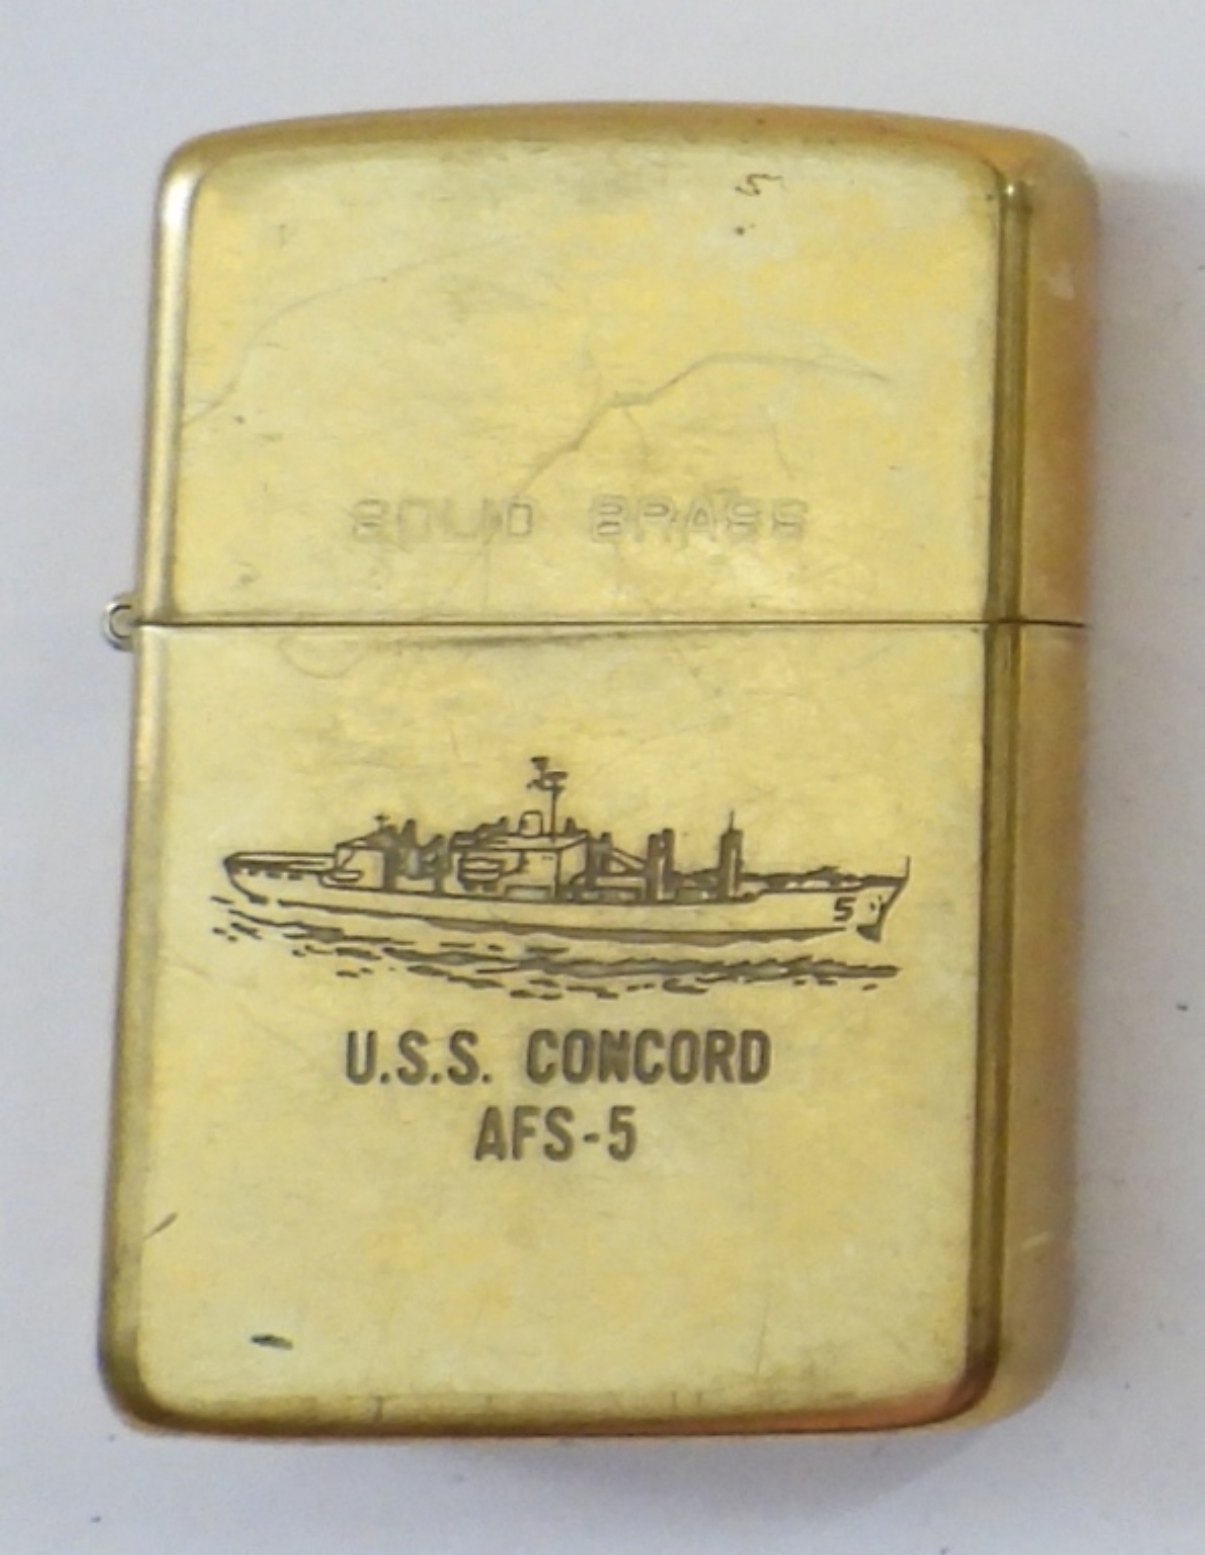 SOLID BRASS
5
U.S.S. CONCORD
AFS-5